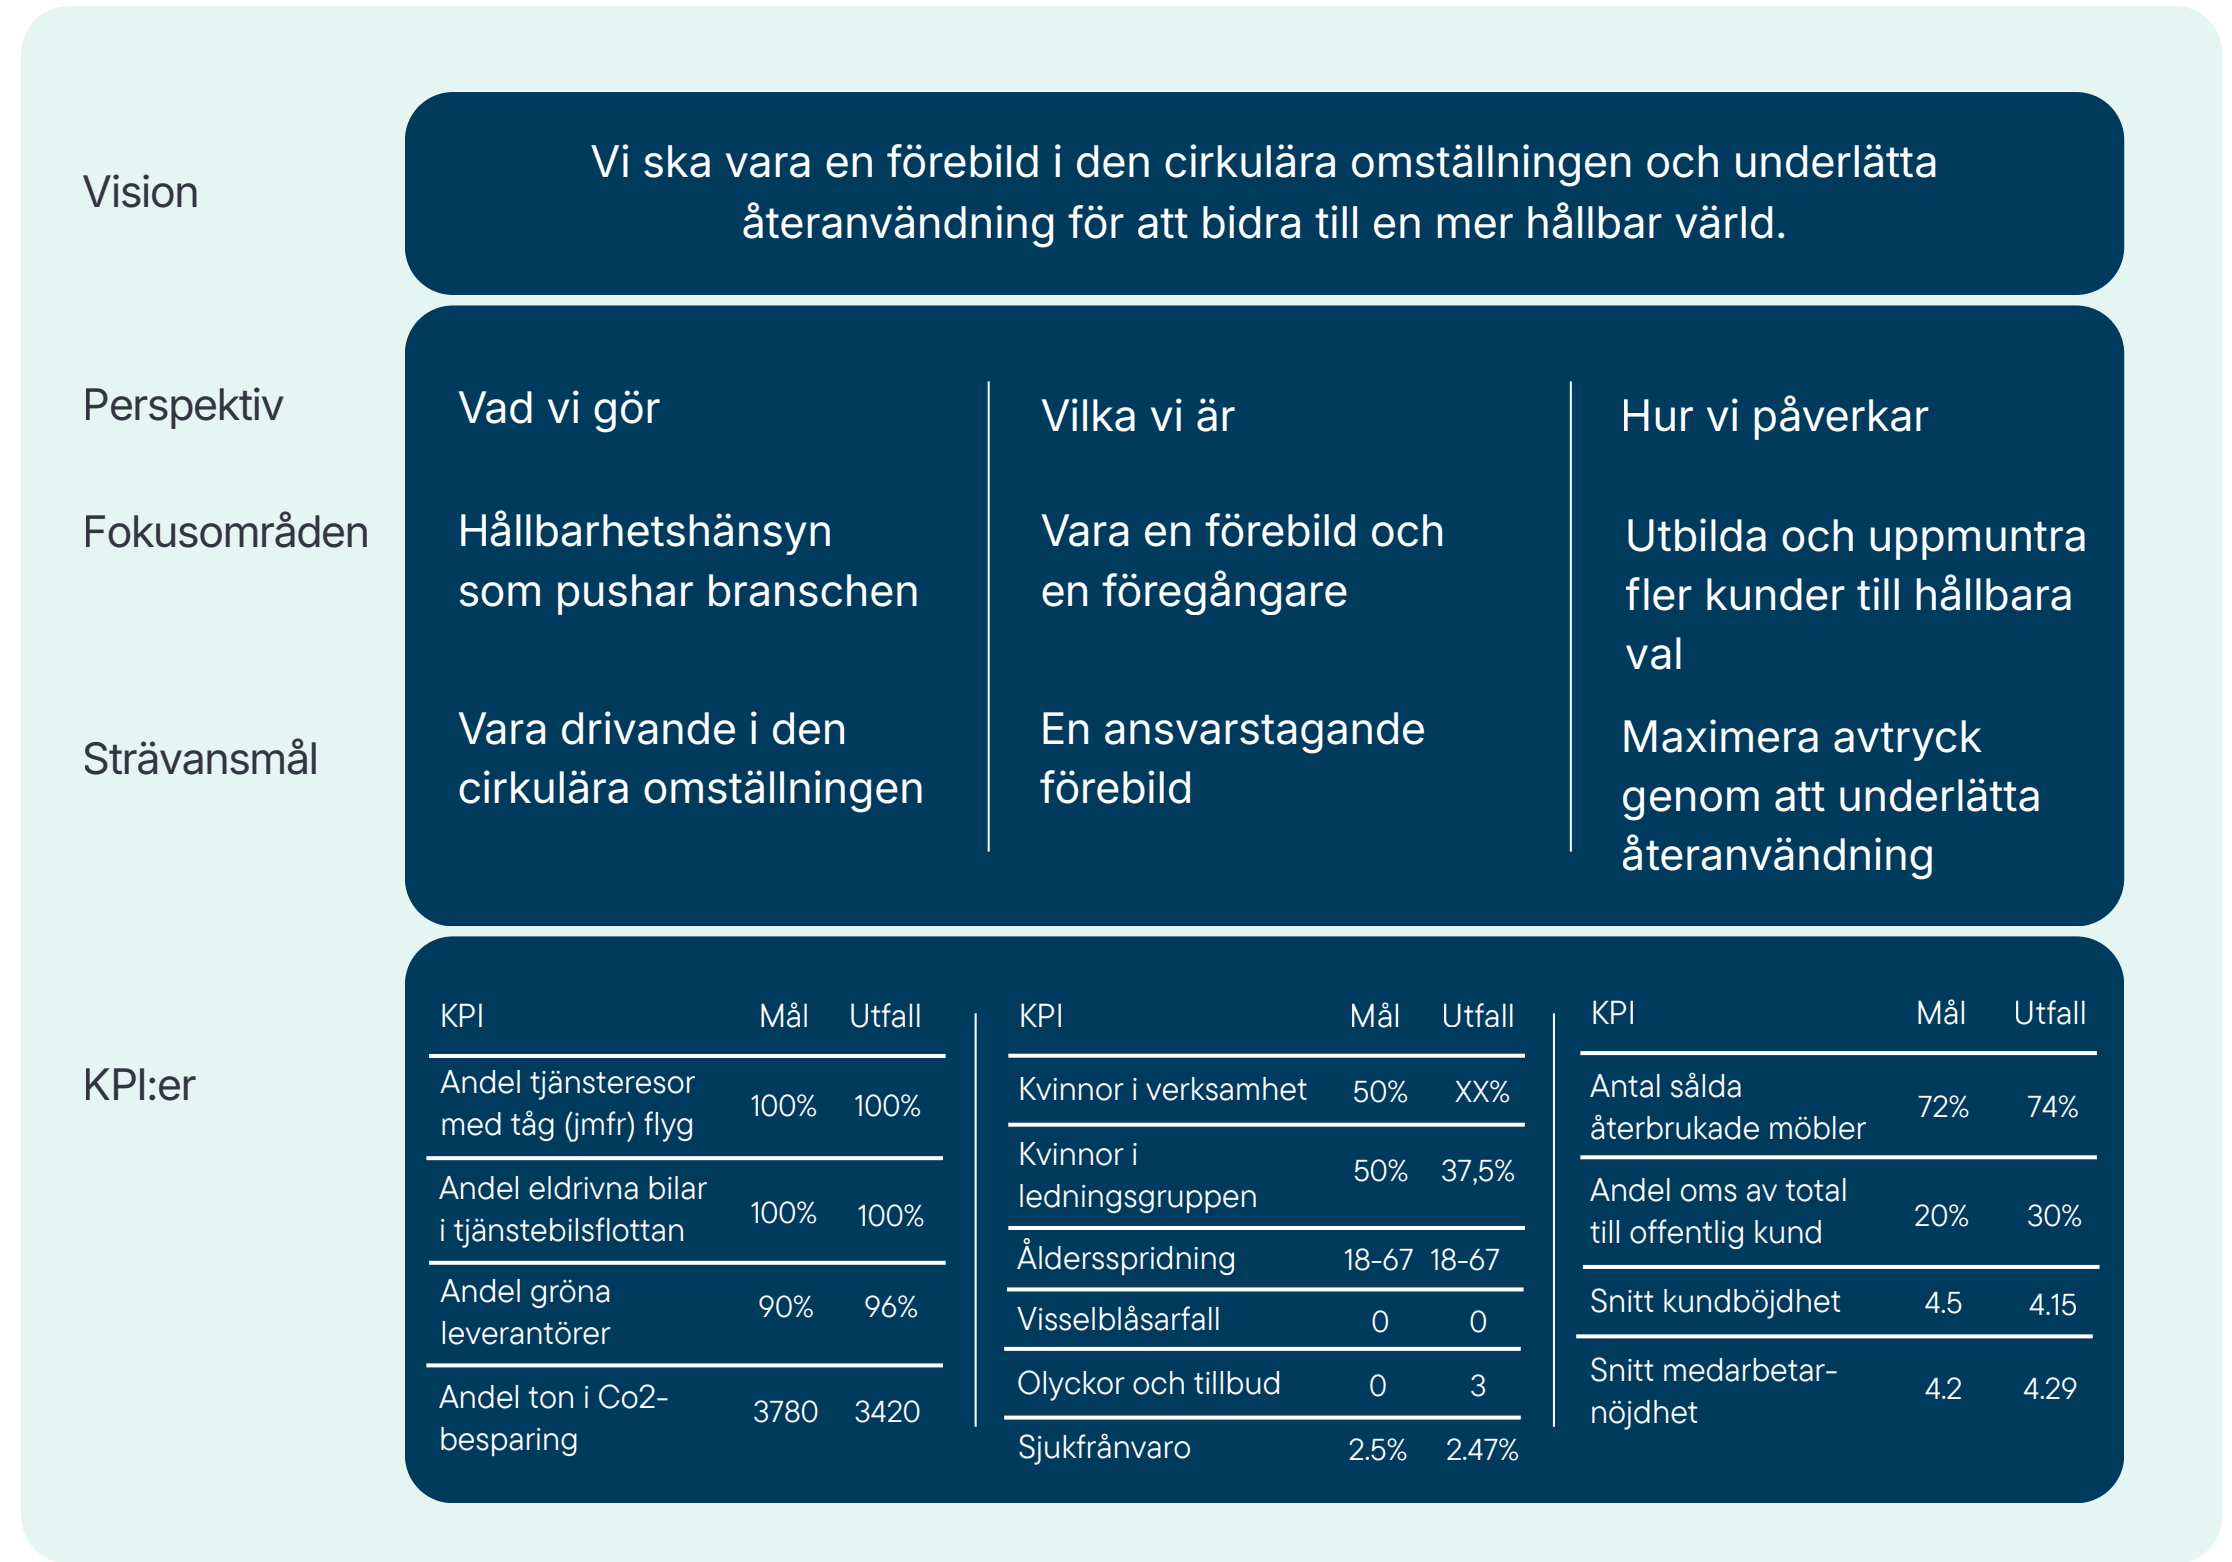 Vision
Vi ska vara en förebild i den cirkulära omställningen och underlätta
återanvändning för att bidra till en mer hållbar värld.
Perspektiv
Vad vi gör
Vilka vi är
Hur vi påverkar
Fokusområden
Hållbarhetshänsyn
som pushar branschen
Vara en förebild och
en föregångare
Utbilda och uppmuntra
fler kunder till hållbara
val
Strävansmål
Vara drivande i den
cirkulära omställningen
En ansvarstagande
förebild
Maximera avtryck
genom att underlätta
återanvändning
KPI:er
KPI Mål Utfall
Andel tjänsteresor
med tåg (jmfr) flyg 100% 100%
Andel eldrivna bilar
i tjänstebilsflottan 100% 100%
Andel gröna
leverantörer 90% 96%
Andel ton i Co2-
besparing 3780 3420
KPI Mål Utfall
Kvinnor i verksamhet 50% XX%
Kvinnor i
ledningsgruppen 50% 37,5%
Åldersspridning 18-67 18-67
Visselblåsarfall 0 0
Olyckor och tillbud 0 3
Sjukfrånvaro 2.5% 2.47%
KPI Mål Utfall
Antal sålda
återbrukade möbler 72% 74%
Andel oms av total
till offentlig kund 20% 30%
Snitt kundböjdhet 4.5 4.15
Snitt medarbetar-
nöjdhet 4.2 4.29